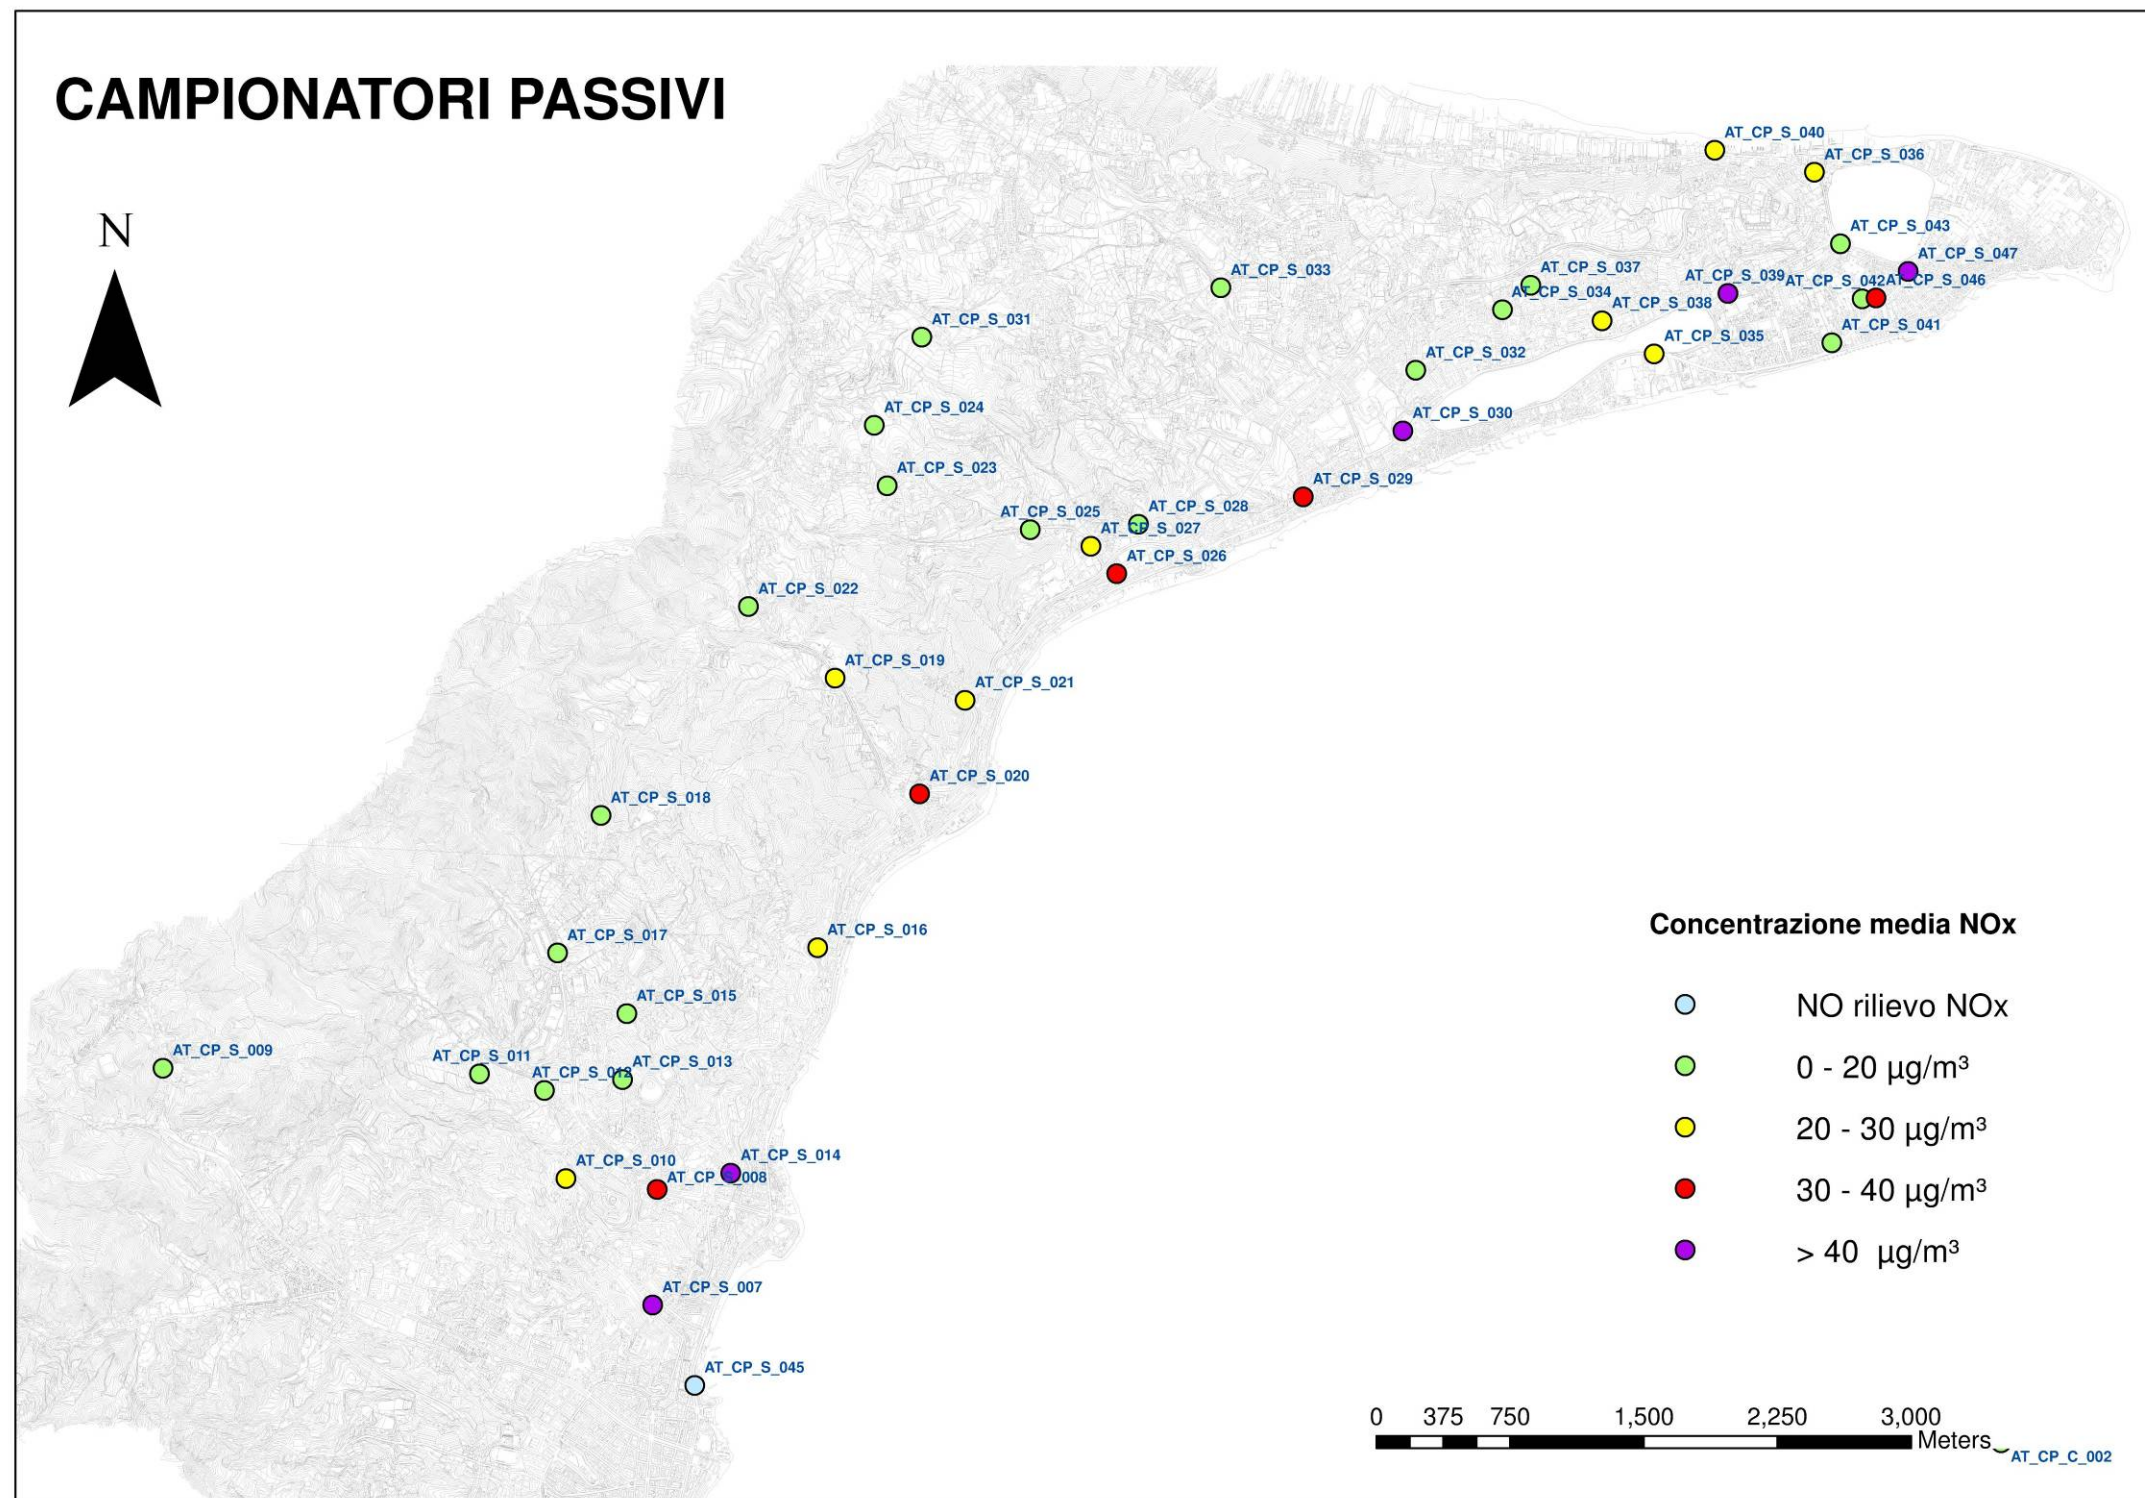 CAMPIONATORI PASSIVI
N
AT_CP_S_040
AT_CP_S_036
AT_CP_S_043
AT_CP_S_047
AT_CP_S_033
AT_CP_S_037
AT_CP_S_039
AT_CP_S_042
AT_CP_S_046
AT_CP_S_034
AT_CP_S_038
AT_CP_S_031
AT_CP_S_041
AT_CP_S_035
AT_CP_S_032
AT_CP_S_024
AT_CP_S_030
AT_CP_S_023
AT_CP_S_029
AT_CP_S_025
AT_CP_S_028
AT_CP_S_027
AT_CP_S_026
AT_CP_S_022
AT_CP_S_019
AT_CP_S_021
AT_CP_S_020
AT_CP_S_018
AT_CP_S_016
AT_CP_S_017
AT_CP_S_015
AT_CP_S_009
AT_CP_S_011
AT_CP_S_012
AT_CP_S_013
AT_CP_S_014
AT_CP_S_010
AT_CP_S_008
AT_CP_S_007
AT_CP_S_045
Concentrazione media NOx
NO rilievo NOx
0 - 20 µg/m³
20 - 30 µg/m³
30 - 40 µg/m³
> 40 µg/m³
0 375 750 1,500 2,250 3,000
Meters
AT_CP_C_002